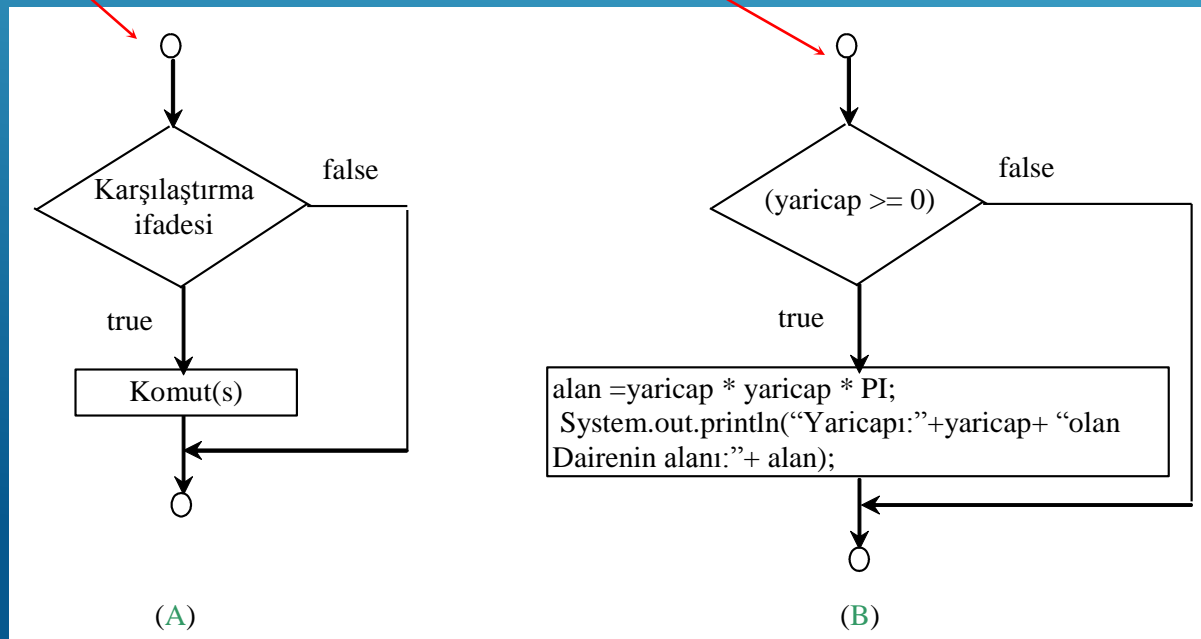 Karşılaştırma
ifadesi
false
true
Komut(s)
(A)
(yaricap >= 0)
false
true
alan =yaricap * yaricap * PI;
System.out.println(“Yaricapı:”+yaricap+ “olan
Dairenin alanı:”+ alan);
(B)